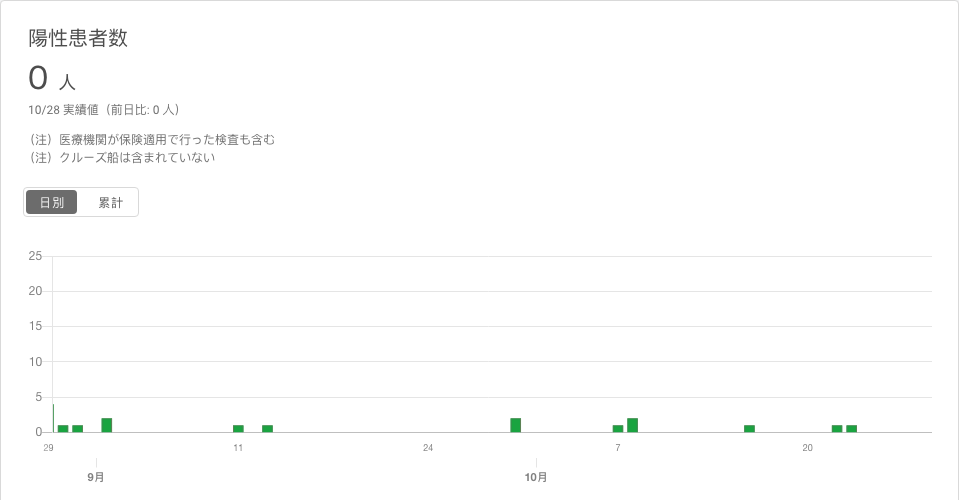 陽性患者数
0 人
10/28 実績値（前日比: 0 人）
（注）医療機関が保険適用で行った検査も含む
（注）クルーズ船は含まれていない
日別 累計
25
20
15
10
5
0
29 11 24 7 20
9月 10月